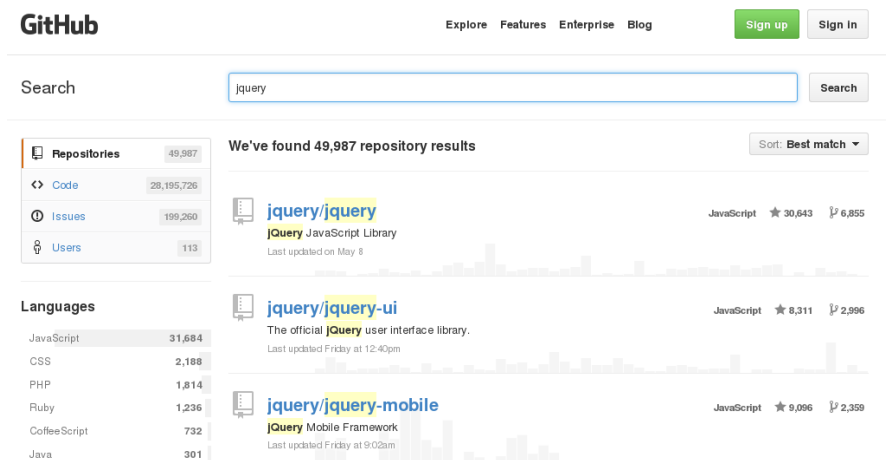 GitHub
Explore Features Enterprise Blog
Sign up Sign in
Search
jquery
Search
Repositories 49,987
Code 28,195,726
Issues 199,260
Users 113
Languages
JavaScript 31,684
CSS 2,188
PHP 1,814
Ruby 1,236
CoffeeScript 732
Java 301
We've found 49,987 repository results
Sort: Best match
jquery/jquery
JavaScript 30,643 6,855
jQuery JavaScript Library
Last updated on May 8
jquery/jquery-ui
JavaScript 8,311 2,996
The official jQuery user interface library.
Last updated Friday at 12:40pm
jquery/jquery-mobile
JavaScript 9,096 2,359
jQuery Mobile Framework
Last updated Friday at 9:02am